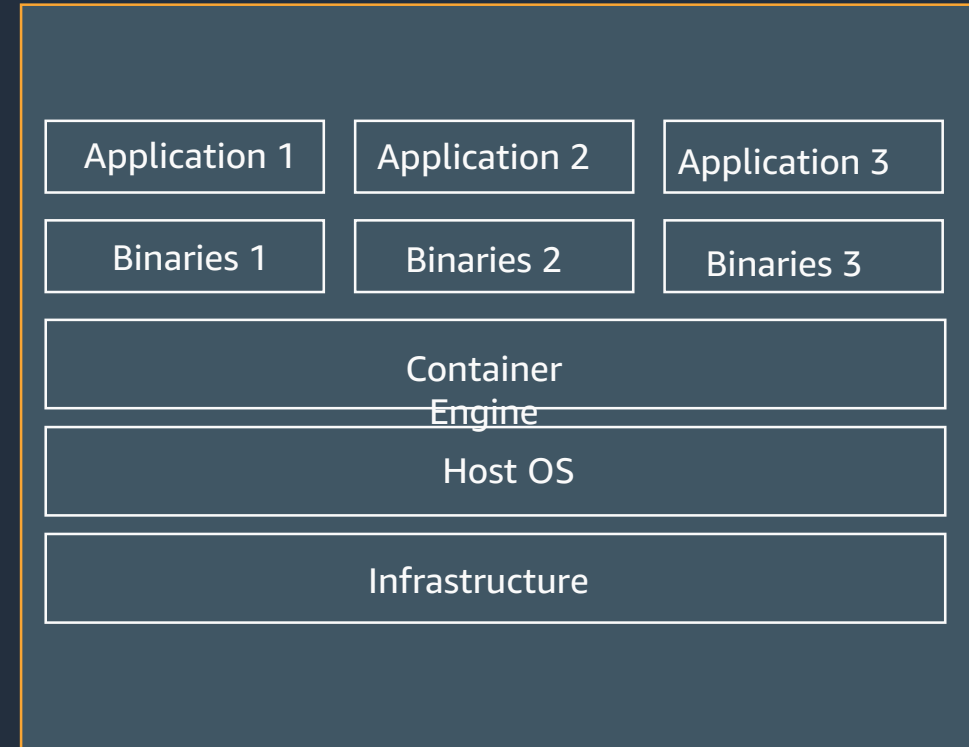 Application 1
Application 2
Application 3
Binaries 1
Binaries 2
Binaries 3
Container
Engine
Host OS
Infrastructure